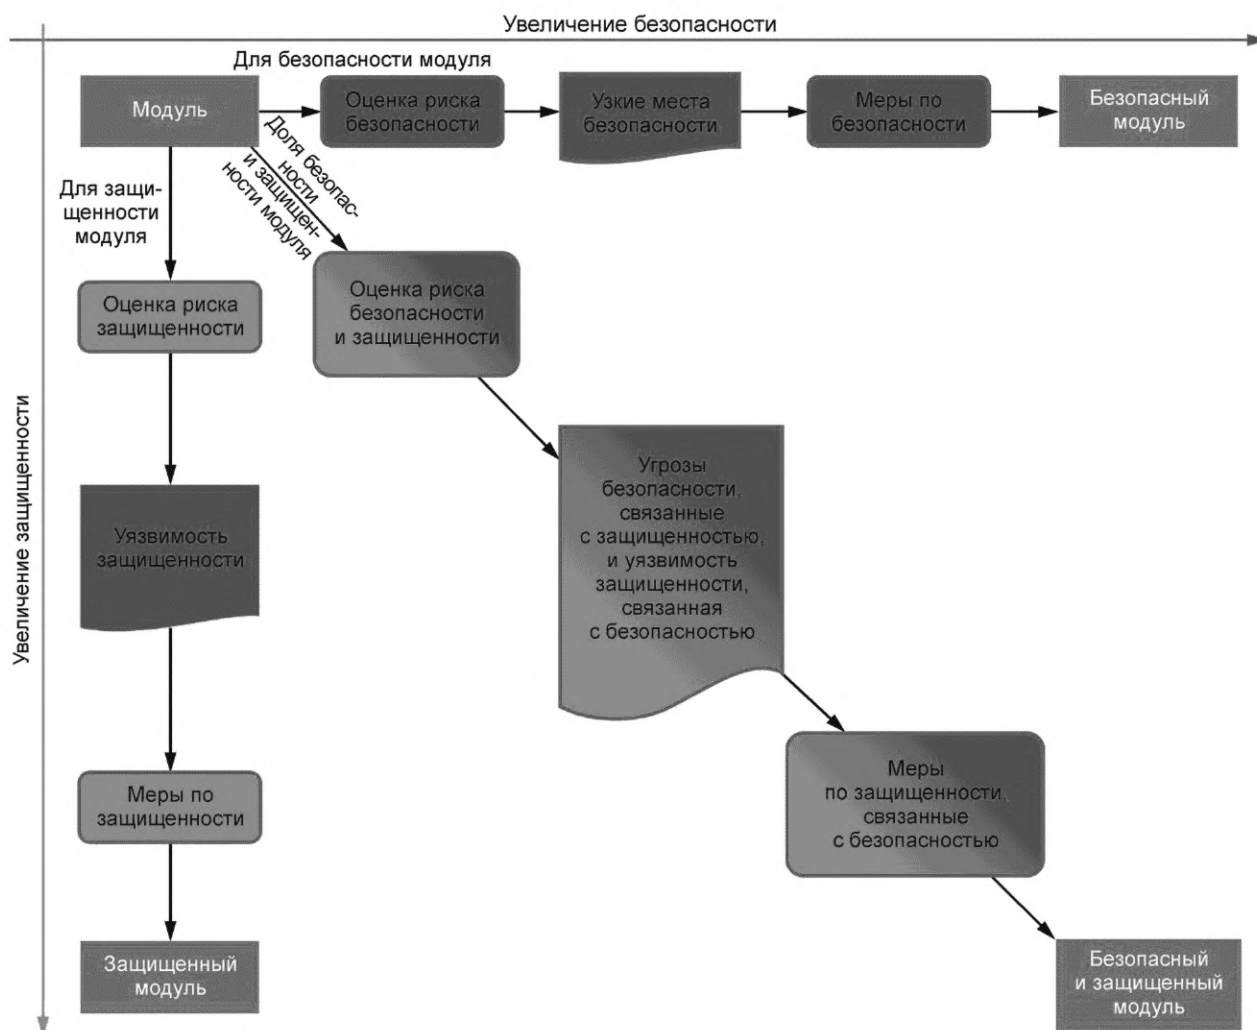 Увеличение безопасности
Для безопасности модуля
Модуль
Оценка риска
безопасности
Узкие места
безопасности
Меры по
безопасности
Безопасный
модуль
Доля безопас-
ности
и защищен-
ности модуля
Для защи-
щенности
модуля
Оценка риска
защищенности
Оценка риска
безопасности
и защищенности
Увеличение защищенности
Уязвимость
защищенности
Угрозы
безопасности,
связанные
с защищенностью,
и уязвимость
защищенности,
связанная
с безопасностью
Меры по
защищенности
Меры
по защищенности,
связанные
с безопасностью
Защищенный
модуль
Безопасный
и защищенный
модуль